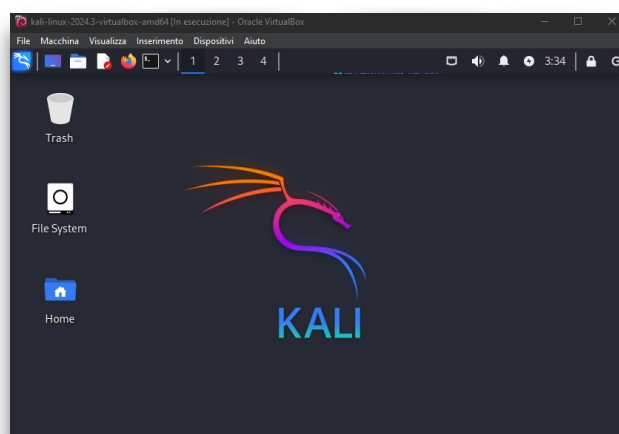 kali-linux-2024.3-virtualbox-amd64 [In esecuzione] - Oracle VirtualBox
File Macchina Visualizza Inserimento Dispositivi Aiuto
1 2 3 4 3:34
Trash
File System
Home
KALI